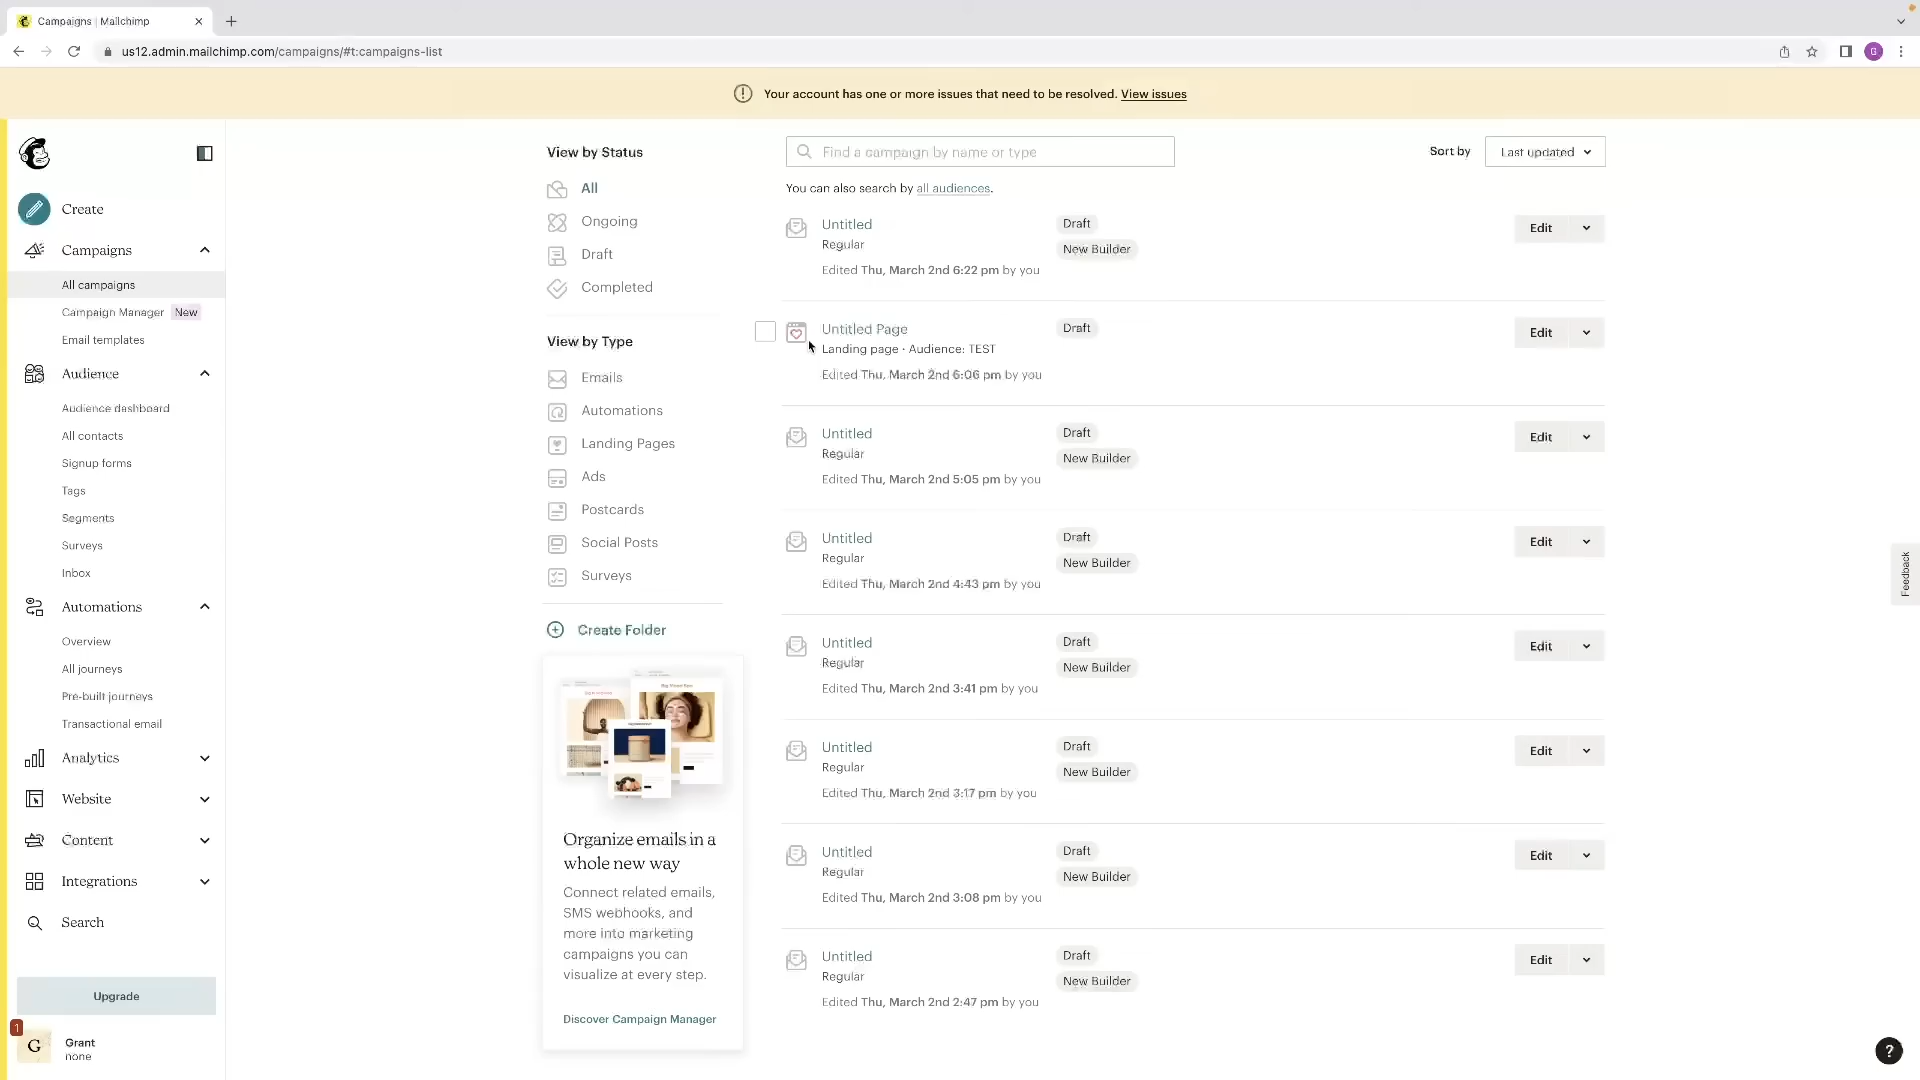 Campaigns | Mailchimp
us12.admin.mailchimp.com/campaigns/#t:campaigns-list
G
Your account has one or more issues that need to be resolved. View issues
Create
Campaigns
All campaigns
Campaign Manager New
Email templates
Audience
Audience dashboard
All contacts
Signup forms
Tags
Segments
Surveys
Inbox
Automations
Overview
All journeys
Pre-built journeys
Transactional email
Analytics
Website
Content
Integrations
Search
Upgrade
1
G
Grant
none
View by Status
All
Ongoing
Draft
Completed
View by Type
Emails
Automations
Landing Pages
Ads
Postcards
Social Posts
Surveys
Create Folder
Organize emails in a
whole new way
Connect related emails,
SMS webhooks, and
more into marketing
campaigns you can
visualize at every step.
Discover Campaign Manager
Find a campaign by name or type
Sort by Last updated
You can also search by all audiences.
Untitled Draft Edit
Regular New Builder
Edited Thu, March 2nd 6:22 pm by you
Untitled Page Draft Edit
Landing page · Audience: TEST
Edited Thu, March 2nd 6:06 pm by you
Untitled Draft Edit
Regular New Builder
Edited Thu, March 2nd 5:05 pm by you
Untitled Draft Edit
Regular New Builder
Edited Thu, March 2nd 4:43 pm by you
Untitled Draft Edit
Regular New Builder
Edited Thu, March 2nd 3:41 pm by you
Untitled Draft Edit
Regular New Builder
Edited Thu, March 2nd 3:17 pm by you
Untitled Draft Edit
Regular New Builder
Edited Thu, March 2nd 3:08 pm by you
Untitled Draft Edit
Regular New Builder
Edited Thu, March 2nd 2:47 pm by you
Feedback
?